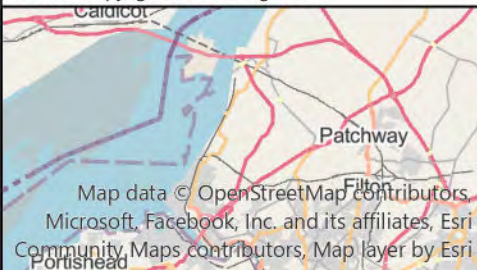 Caldicot
Patchway
Filton
Map data © OpenStreetMap contributors,
Microsoft, Facebook, Inc. and its affiliates, Esri
Community Maps contributors, Map layer by Esri
Portishead